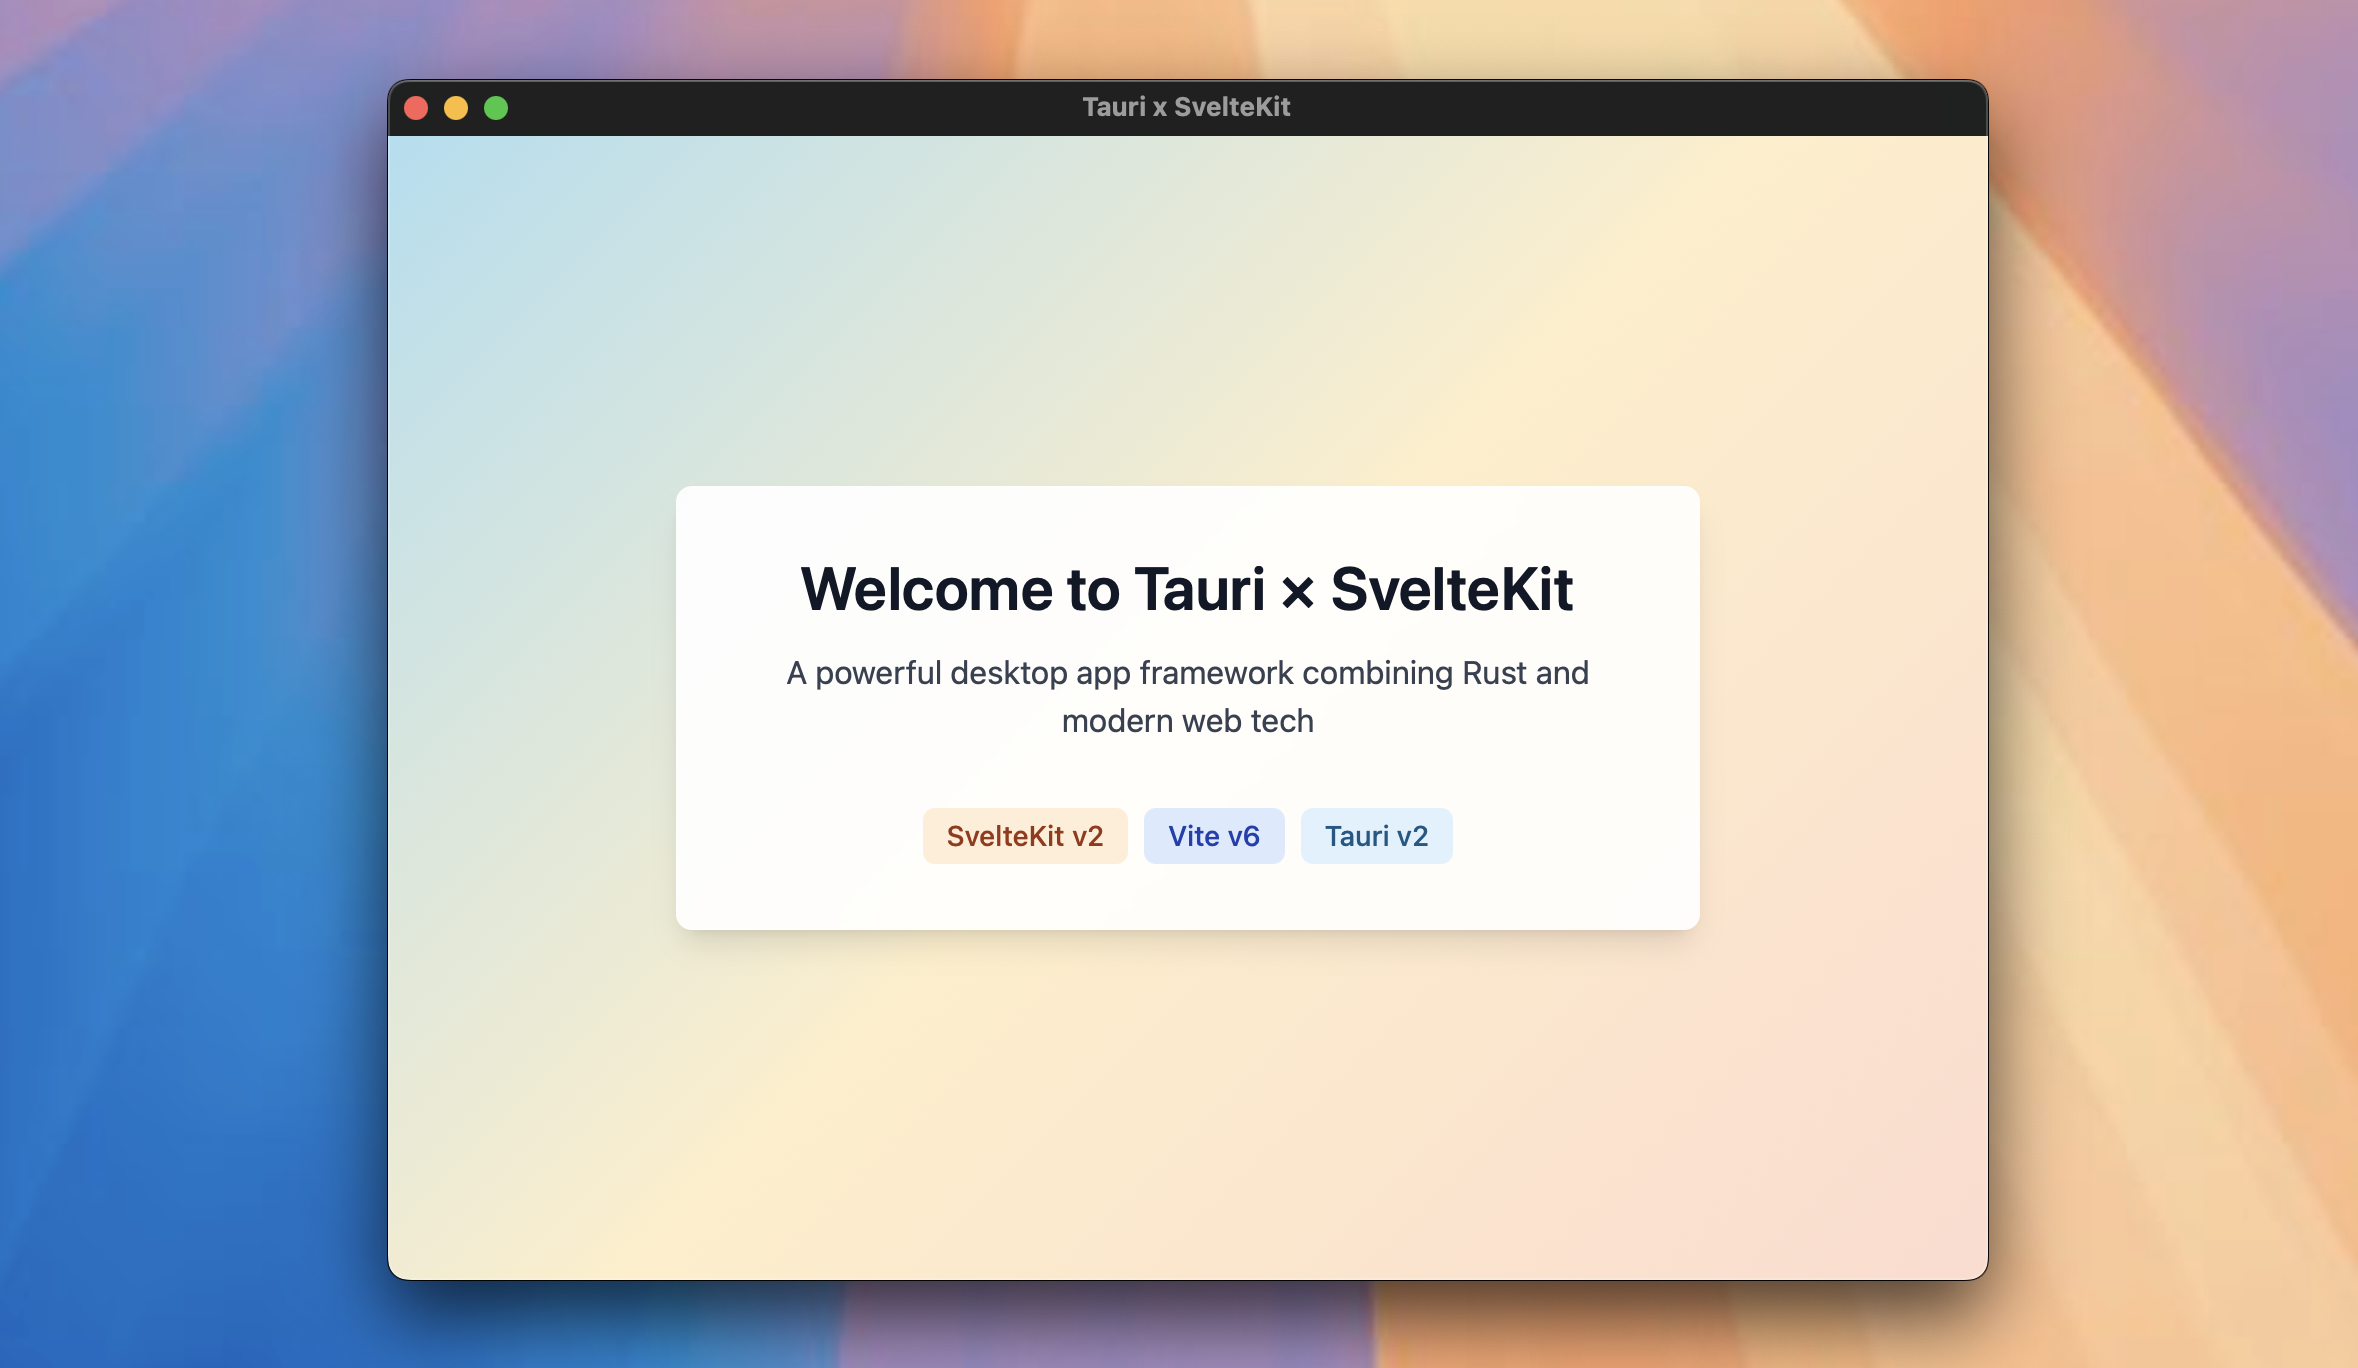 Tauri x SvelteKit
Welcome to Tauri × SvelteKit
A powerful desktop app framework combining Rust and
modern web tech
SvelteKit v2 Vite v6 Tauri v2